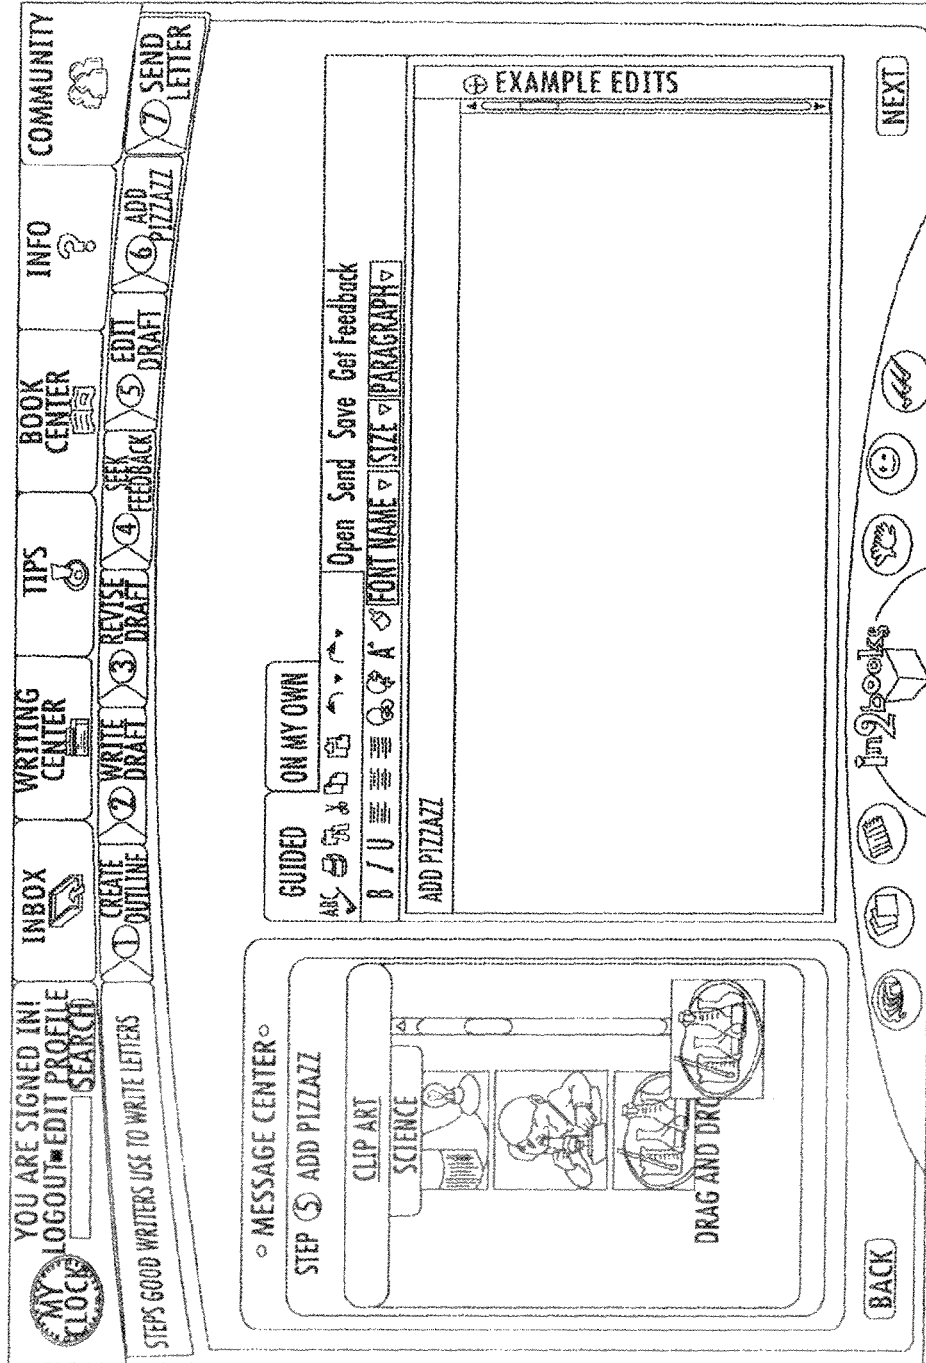 MY CLOCK
YOU ARE SIGNED IN!
LOGOUT■EDIT PROFILE
SEARCH
INBOX
WRITING CENTER
TIPS
BOOK CENTER
INFO
COMMUNITY
STEPS GOOD WRITERS USE TO WRITE LETTERS
1 CREATE OUTLINE
2 WRITE DRAFT
3 REVISE DRAFT
4 SEEK FEEDBACK
5 EDIT DRAFT
6 ADD PIZZAZZ
7 SEND LETTER
MESSAGE CENTER
STEP 5 ADD PIZZAZZ
CLIP ART
SCIENCE
DRAG AND DRO
GUIDED
ON MY OWN
ABC
Open Send Save Get Feedback
B I U
A
FONT NAME
SIZE
PARAGRAPH
ADD PIZZAZZ
EXAMPLE EDITS
BACK
in2books
NEXT